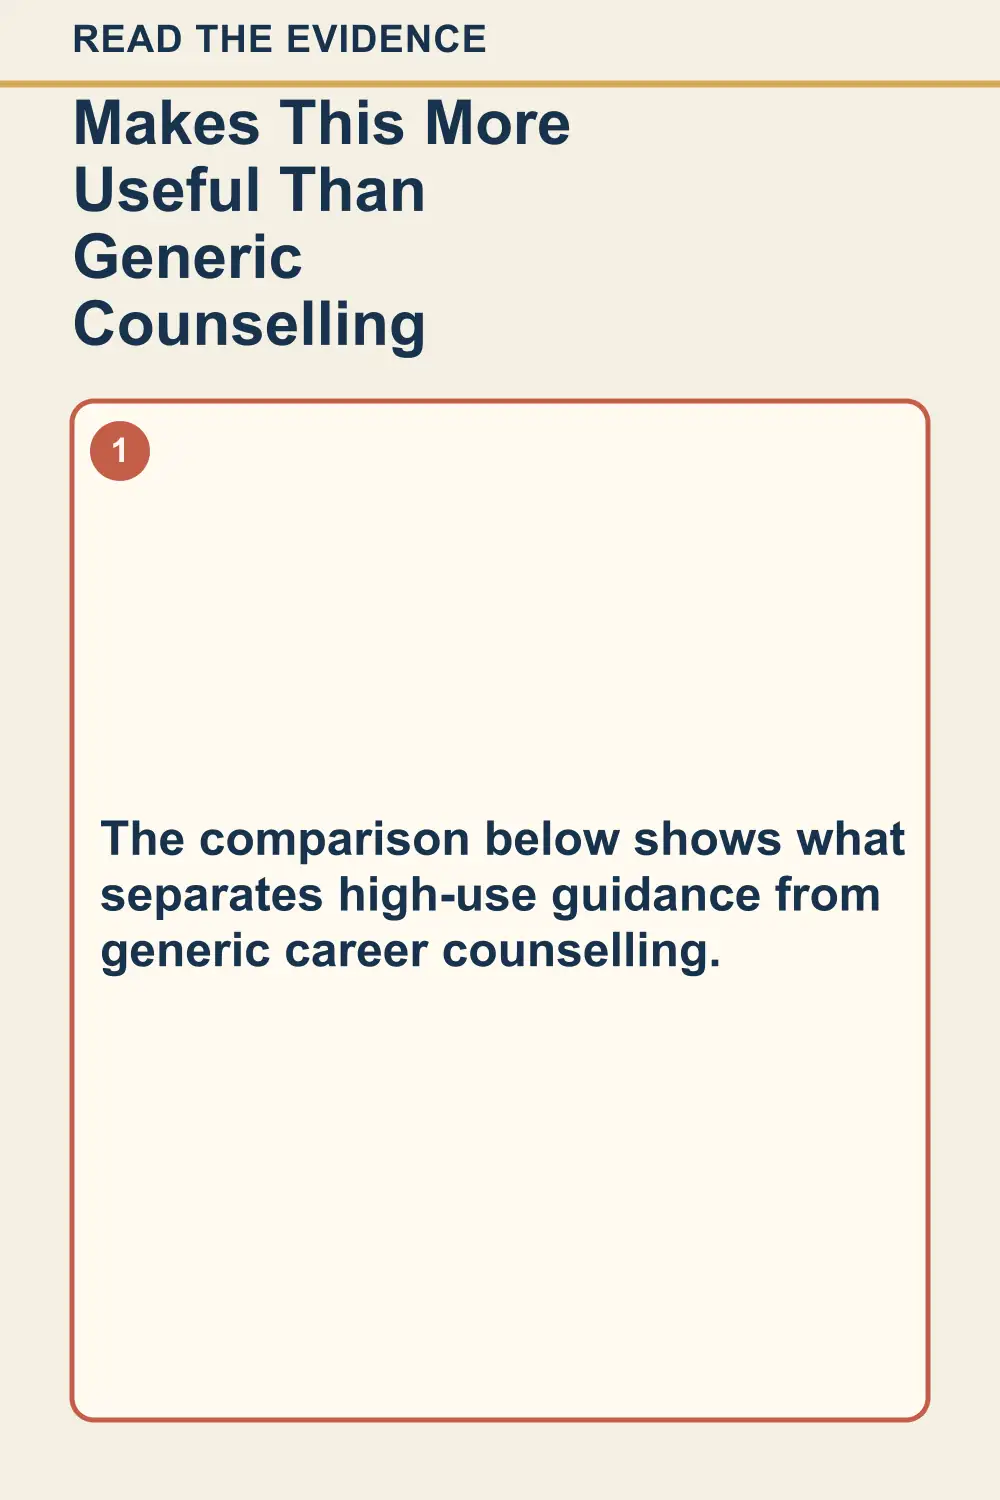 READ THE EVIDENCE
Makes This More
Useful Than
Generic
Counselling
1
The comparison below shows what
separates high-use guidance from
generic career counselling.